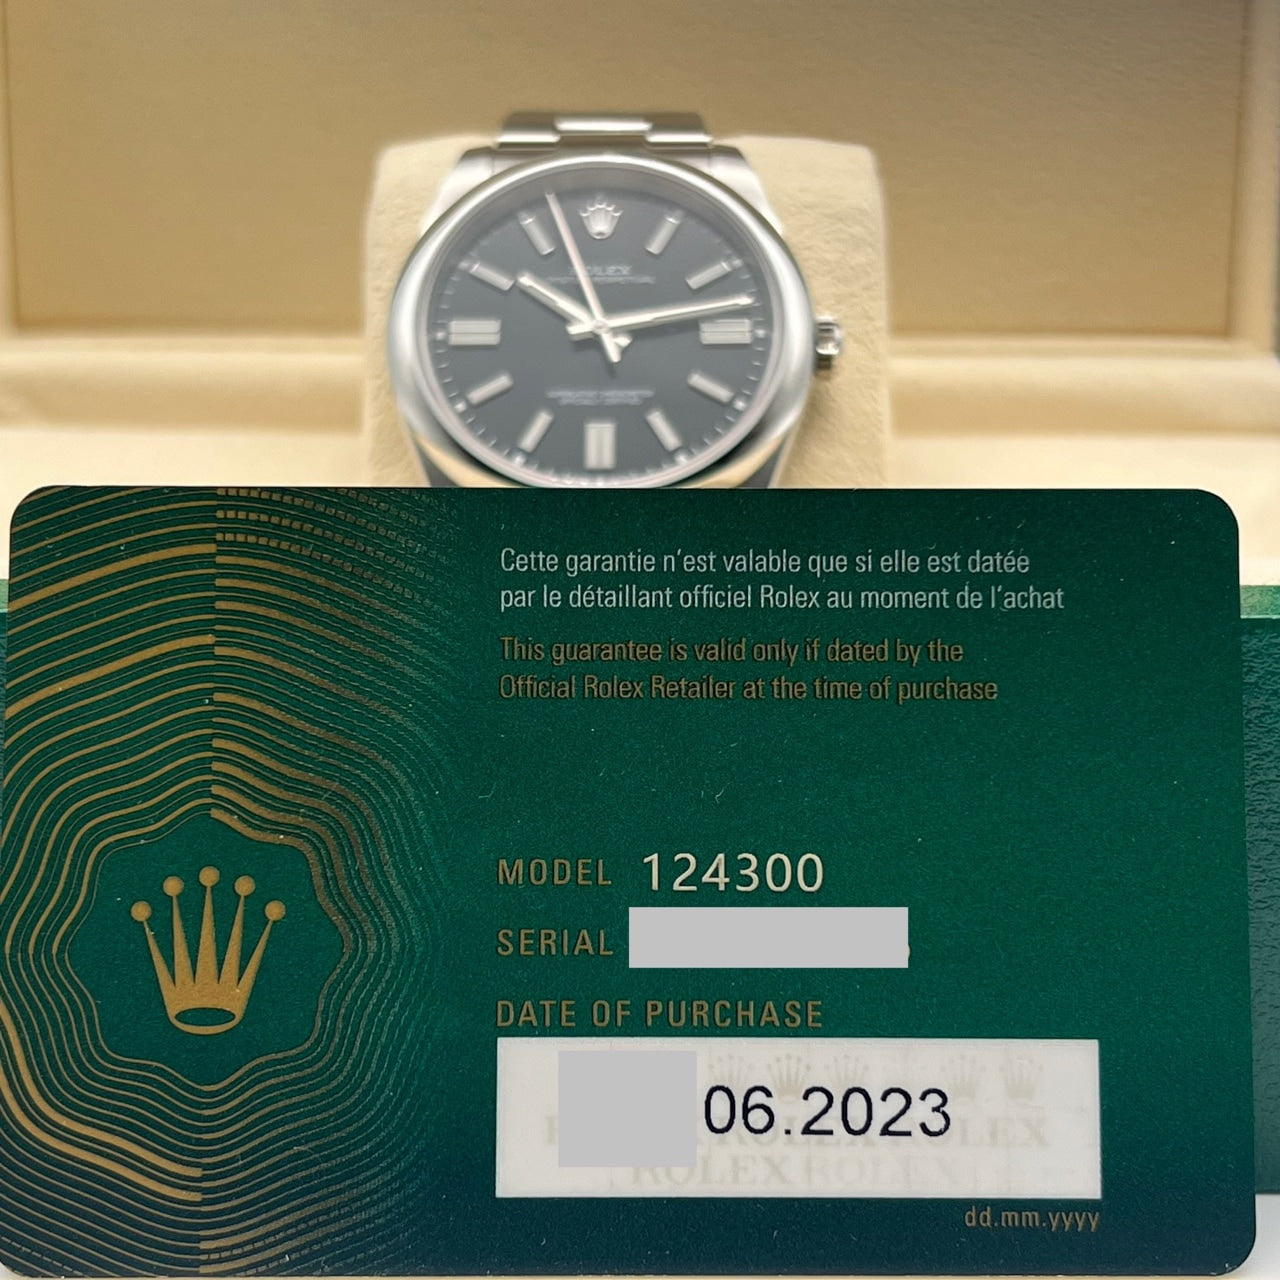 ROLEX
Cette garantie n'est valable que si elle est datée
par le détaillant officiel Rolex au moment de l'achat
This guarantee is valid only if dated by the
Official Rolex Retailer at the time of purchase
MODEL 124300
SERIAL
DATE OF PURCHASE
06.2023
ROLEX ROLEX
dd.mm.yyyy